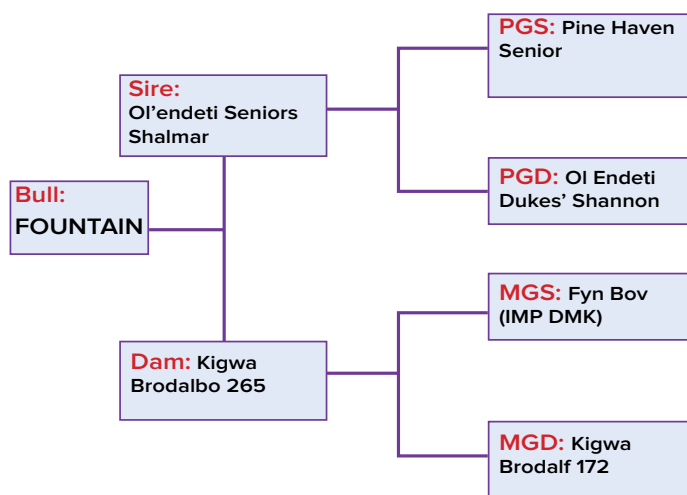 PGS: Pine Haven
Senior
Sire:
Ol'endeti Seniors
Shalmar
PGD: Ol Endeti
Dukes' Shannon
Bull:
FOUNTAIN
MGS: Fyn Bov
(IMP DMK)
Dam: Kigwa
Brodalbo 265
MGD: Kigwa
Brodalf 172